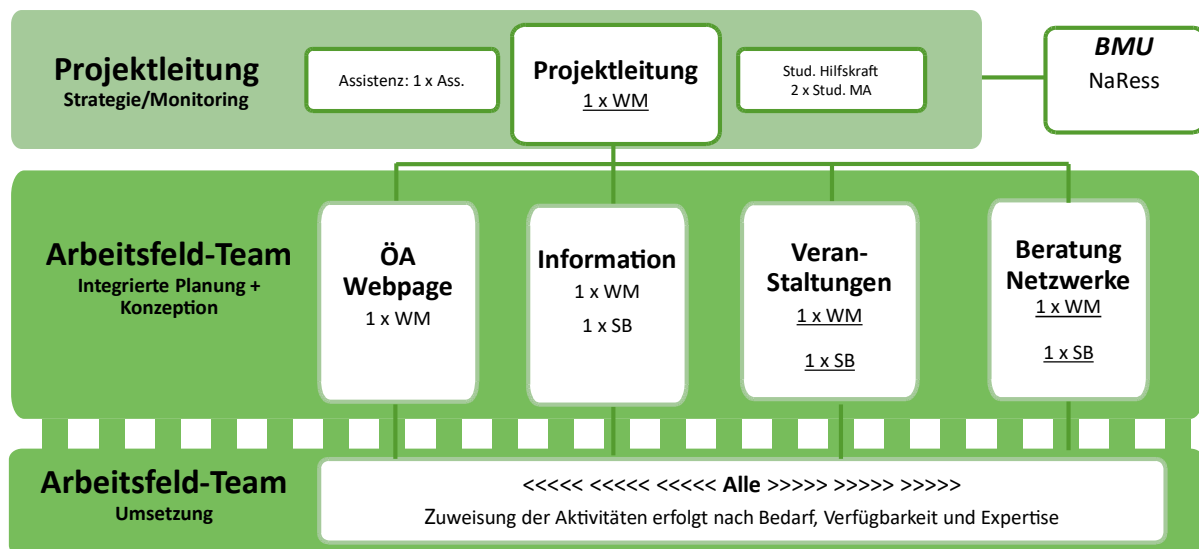 Projektleitung
Strategie/Monitoring
Assistenz: 1 x Ass.
Projektleitung
1 x WM
Stud. Hilfskraft
2 x Stud. MA
BMU
NaRess
Arbeitsfeld-Team
Integrierte Planung +
Konzeption
ÖA
Webpage
1 x WM
Information
1 x WM
1 x SB
Veran-
Staltungen
1 x WM
1 x SB
Beratung
Netzwerke
1 x WM
1 x SB
Arbeitsfeld-Team
Umsetzung
<<<<< <<<<< <<<<< Alle >>>>> >>>>> >>>>>
Zuweisung der Aktivitäten erfolgt nach Bedarf, Verfügbarkeit und Expertise